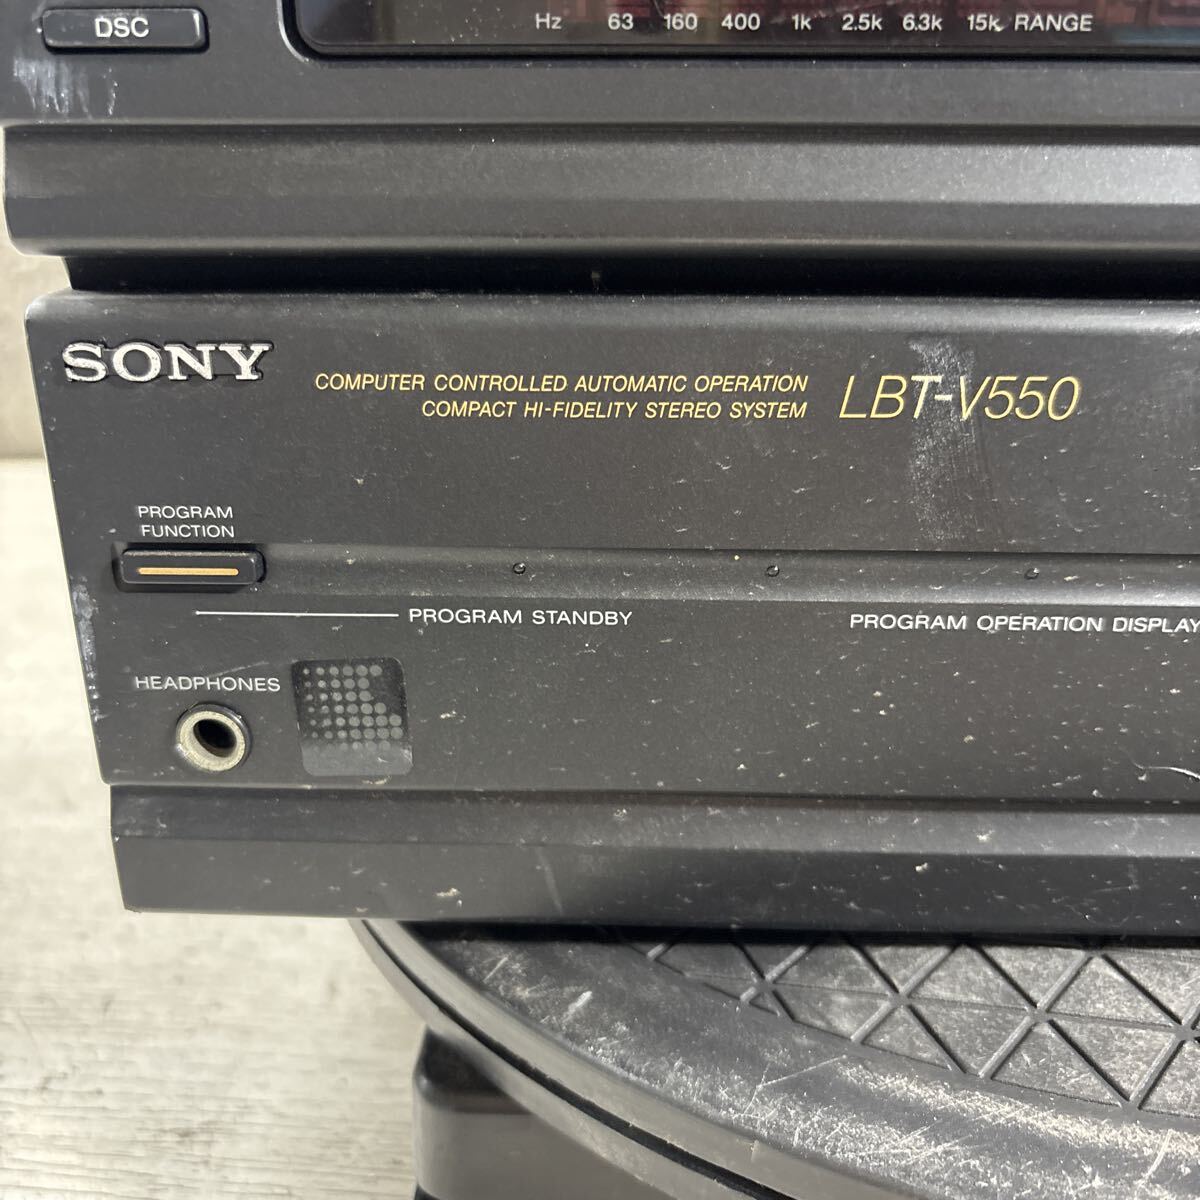 DSC
Hz 63 160 400 1k 2.5k 6.3k 15k RANGE
SONY
COMPUTER CONTROLLED AUTOMATIC OPERATION
COMPACT HI-FIDELITY STEREO SYSTEM
LBT-V550
PROGRAM
FUNCTION
PROGRAM STANDBY
PROGRAM OPERATION DISPLAY
HEADPHONES